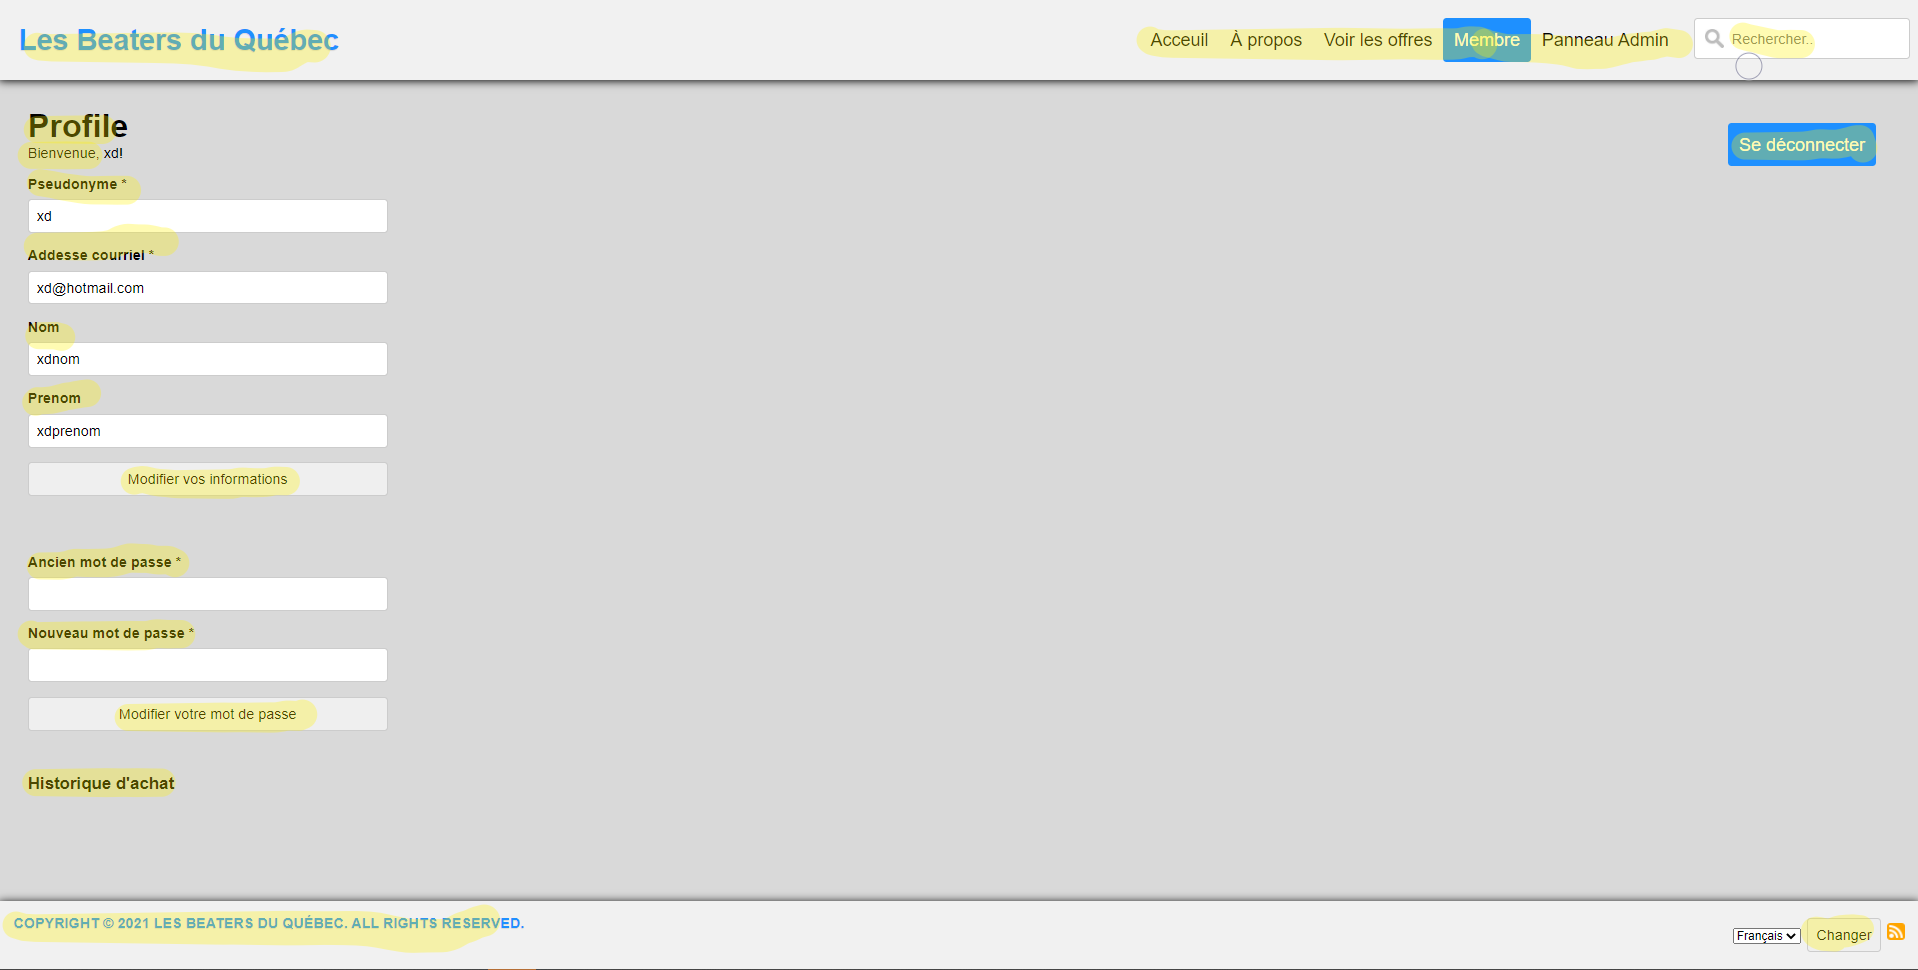 Les Beaters du Québec
Acceuil À propos Voir les offres Membre Panneau Admin Rechercher..
Profile
Bienvenue, xd!
Se déconnecter
Pseudonyme *
xd
Addesse courriel *
xd@hotmail.com
Nom
xdnom
Prenom
xdprenom
Modifier vos informations
Ancien mot de passe *
Nouveau mot de passe *
Modifier votre mot de passe
Historique d'achat
COPYRIGHT © 2021 LES BEATERS DU QUÉBEC. ALL RIGHTS RESERVED.
Français Changer